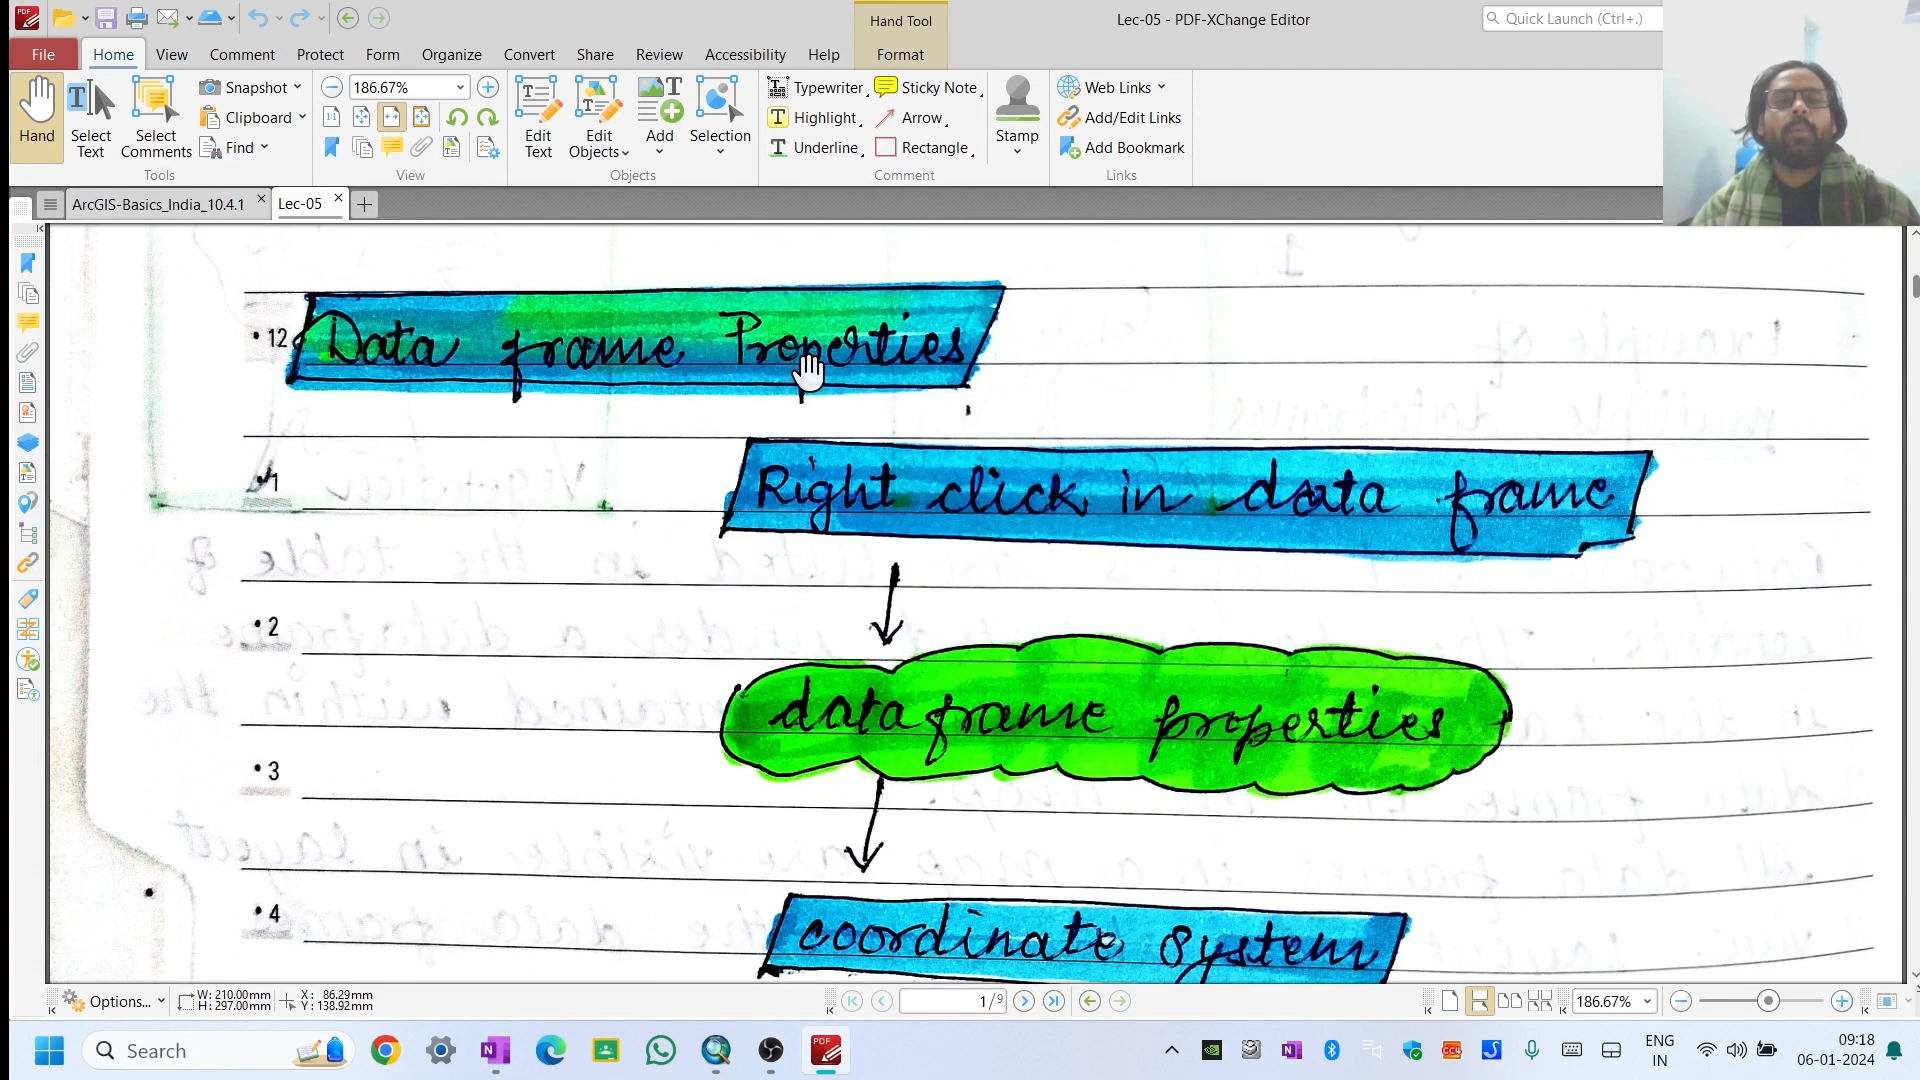 Hand Tool
Lec-05 - PDF-XChange Editor
Quick Launch (Ctrl+.)
File Home View Comment Protect Form Organize Convert Share Review Accessibility Help Format
Hand
Select Text
Select Comments
Snapshot
Clipboard
Find
Tools
186.67%
View
Edit Text
Edit Objects
Add
Selection
Objects
Typewriter
Highlight
Underline
Sticky Note
Arrow
Rectangle
Stamp
Comment
Web Links
Add/Edit Links
Add Bookmark
Links
ArcGIS-Basics_India_10.4.1
Lec-05
• 12 Data frame Properties
• 1 Right click in data frame
• 2
data frame properties
• 3
• 4
coordinate system
Options...
W: 210.00mm
H: 297.00mm
X: 86.29mm
Y: 138.92mm
1 / 9
186.67%
Search
ENG
IN
09:18
06-01-2024